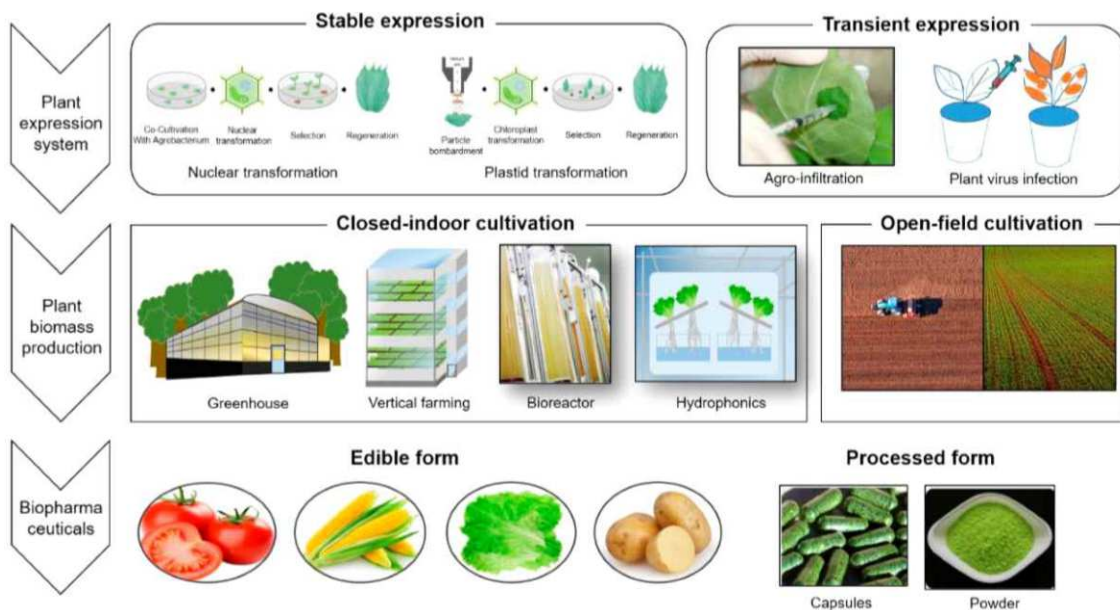 Stable expression
Transient expression
Plant
expression
system
Co-Cultivation
With Agrobacterium
Nuclear
transformation
Selection
Regeneration
Particle
bombardment
Chloroplast
transformation
Selection
Regeneration
Nuclear transformation
Plastid transformation
Agro-infiltration
Plant virus infection
Closed-indoor cultivation
Open-field cultivation
Plant
biomass
production
Greenhouse
Vertical farming
Bioreactor
Hydrophonics
Edible form
Processed form
Biopharma
ceuticals
Capsules
Powder